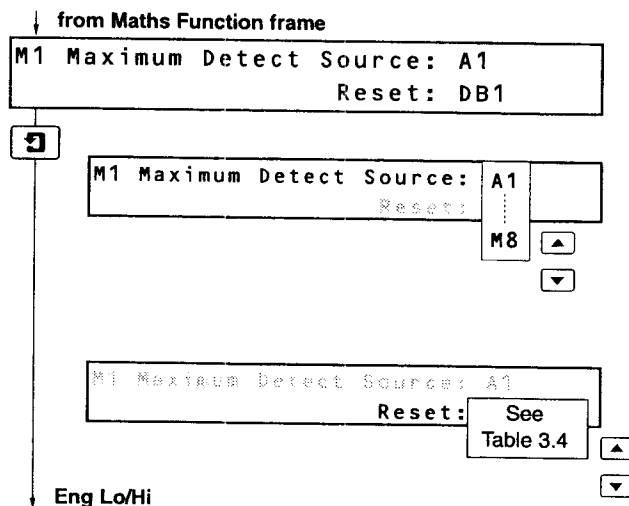 from Maths Function frame
M1 Maximum Detect Source: A1
Reset: DB1
M1 Maximum Detect Source: A1
Reset:
M8
M1 Maximum Detect Source: A1
Reset: See
Table 3.4
Eng Lo/Hi